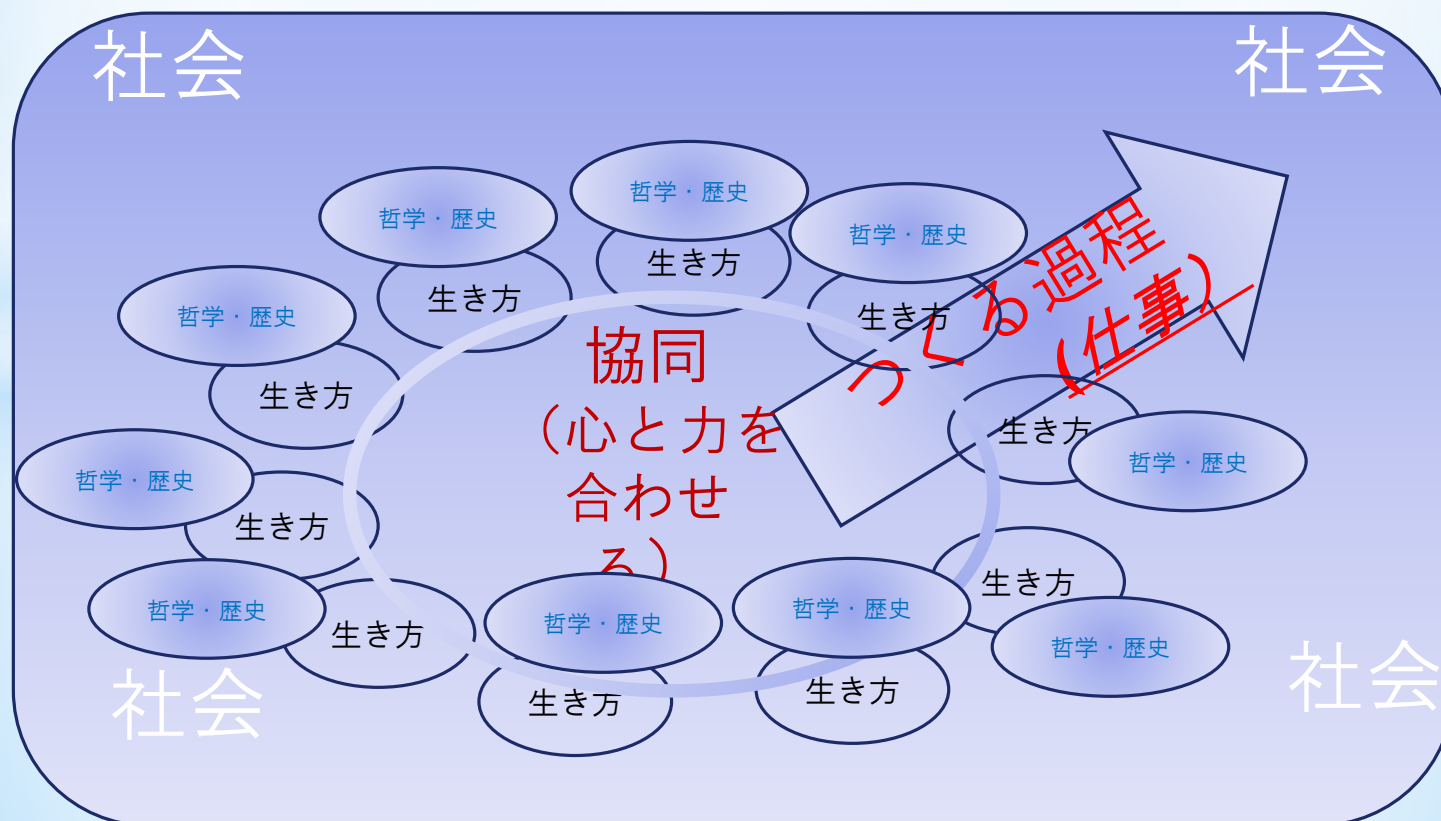 社会
社会
哲学・歴史
哲学・歴史
哲学・歴史
生き方
生き方
生き方
哲学・歴史
生き方
つくる過程
(仕事)
協同
（心と力を
合わせ
る）
哲学・歴史
生き方
生き方
哲学・歴史
生き方
哲学・歴史
生き方
哲学・歴史
生き方
哲学・歴史
生き方
哲学・歴史
生き方
哲学・歴史
社会
社会